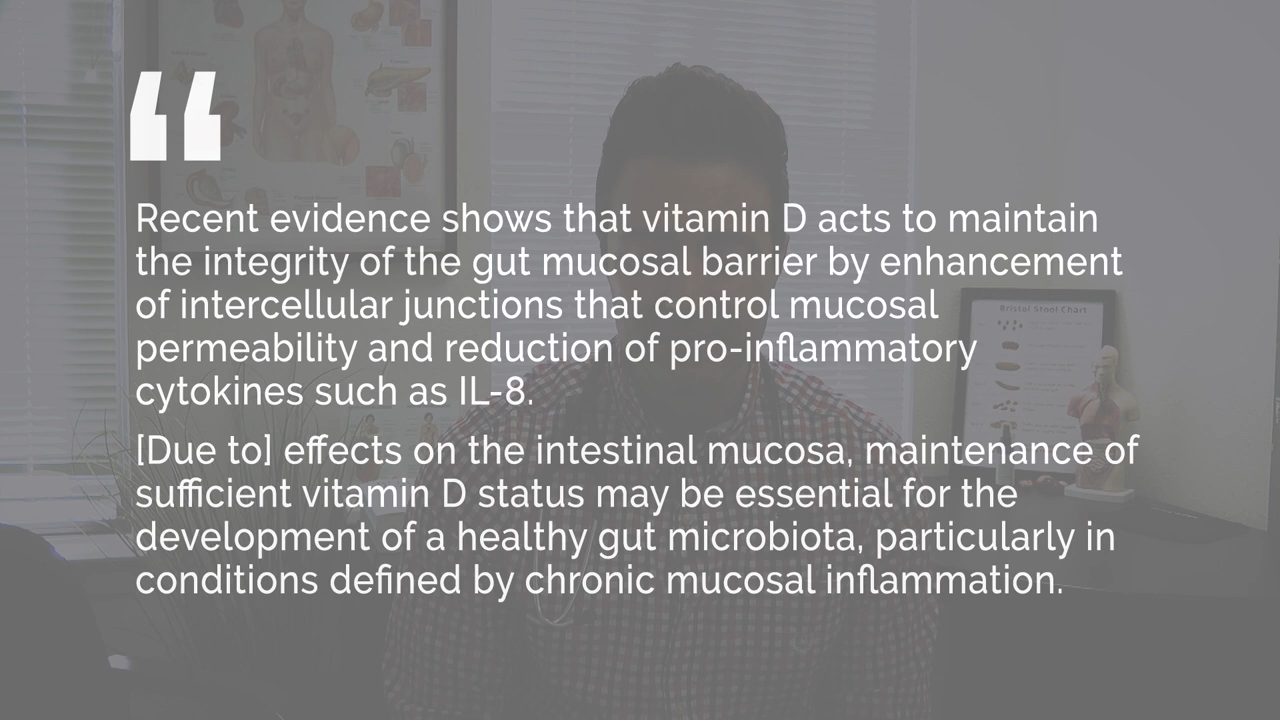 “
Recent evidence shows that vitamin D acts to maintain
the integrity of the gut mucosal barrier by enhancement
of intercellular junctions that control mucosal
permeability and reduction of pro-inflammatory
cytokines such as IL-8.
[Due to] effects on the intestinal mucosa, maintenance of
sufficient vitamin D status may be essential for the
development of a healthy gut microbiota, particularly in
conditions defined by chronic mucosal inflammation.
Bristol Stool Chart